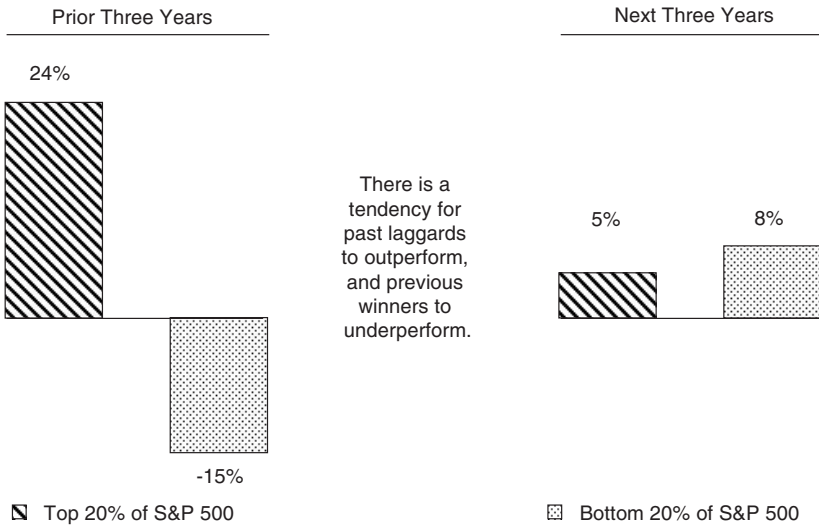 Prior Three Years
Next Three Years
24%
There is a
tendency for
past laggards
to outperform,
and previous
winners to
underperform.
5%
8%
-15%
Top 20% of S&P 500
Bottom 20% of S&P 500